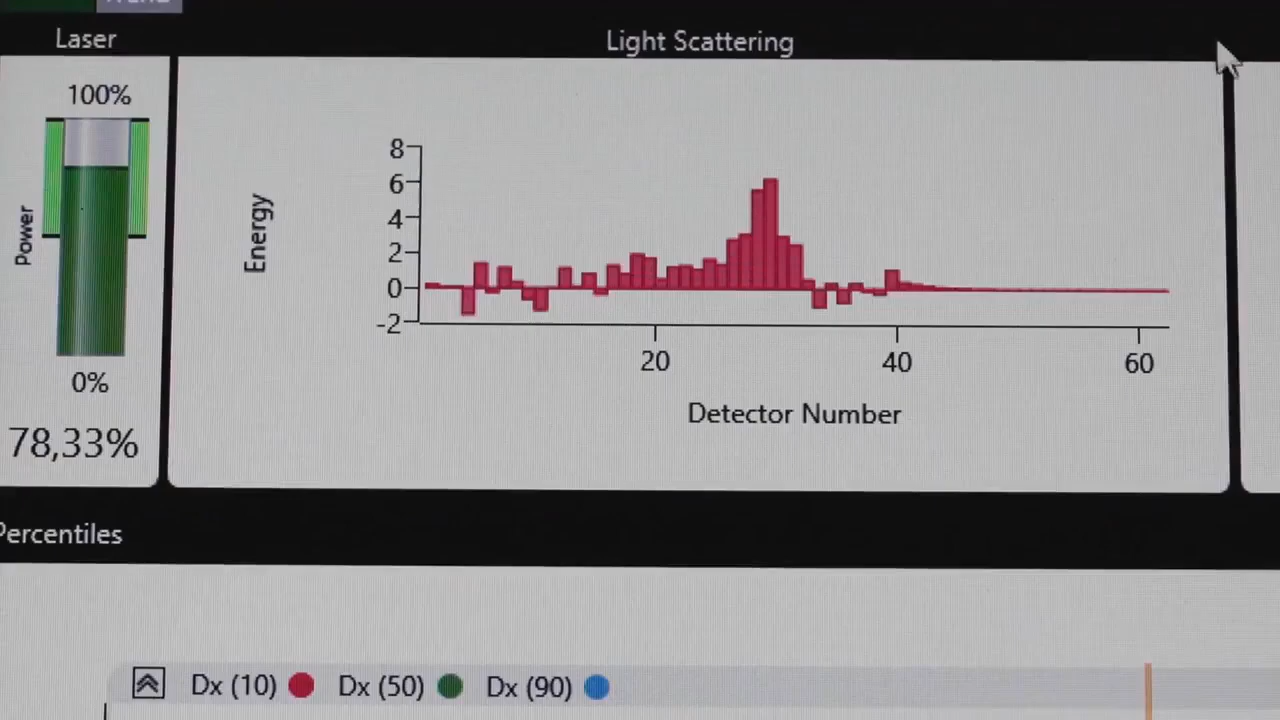 Trend
Laser
Light Scattering
100%
Power
0%
78,33%
Energy
8
6
4
2
0
-2
20
40
60
Detector Number
Percentiles
Dx (10)
Dx (50)
Dx (90)